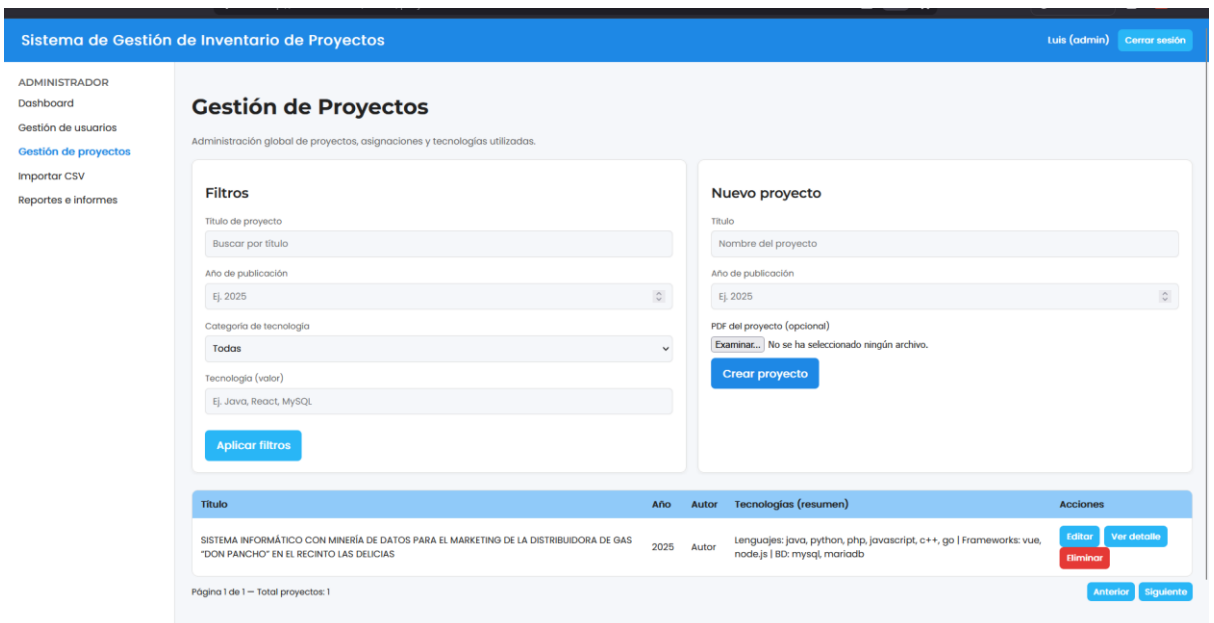 Sistema de Gestión de Inventario de Proyectos
Luis (admin)
Cerrar sesión
ADMINISTRADOR
Dashboard
Gestión de usuarios
Gestión de proyectos
Importar CSV
Reportes e informes
Gestión de Proyectos
Administración global de proyectos, asignaciones y tecnologías utilizadas.
Filtros
Título de proyecto
Buscar por título
Año de publicación
Ej. 2025
Categoría de tecnología
Todas
Tecnología (valor)
Ej. Java, React, MySQL
Aplicar filtros
Nuevo proyecto
Título
Nombre del proyecto
Año de publicación
Ej. 2025
PDF del proyecto (opcional)
Examinar... No se ha seleccionado ningún archivo.
Crear proyecto
Título Año Autor Tecnologías (resumen) Acciones
SISTEMA INFORMÁTICO CON MINERÍA DE DATOS PARA EL MARKETING DE LA DISTRIBUIDORA DE GAS
"DON PANCHO" EN EL RECINTO LAS DELICIAS
2025
Autor
Lenguajes: java, python, php, javascript, c++, go | Frameworks: vue,
node.js | BD: mysql, mariadb
Editar Ver detalle
Eliminar
Página 1 de 1 — Total proyectos: 1
Anterior Siguiente